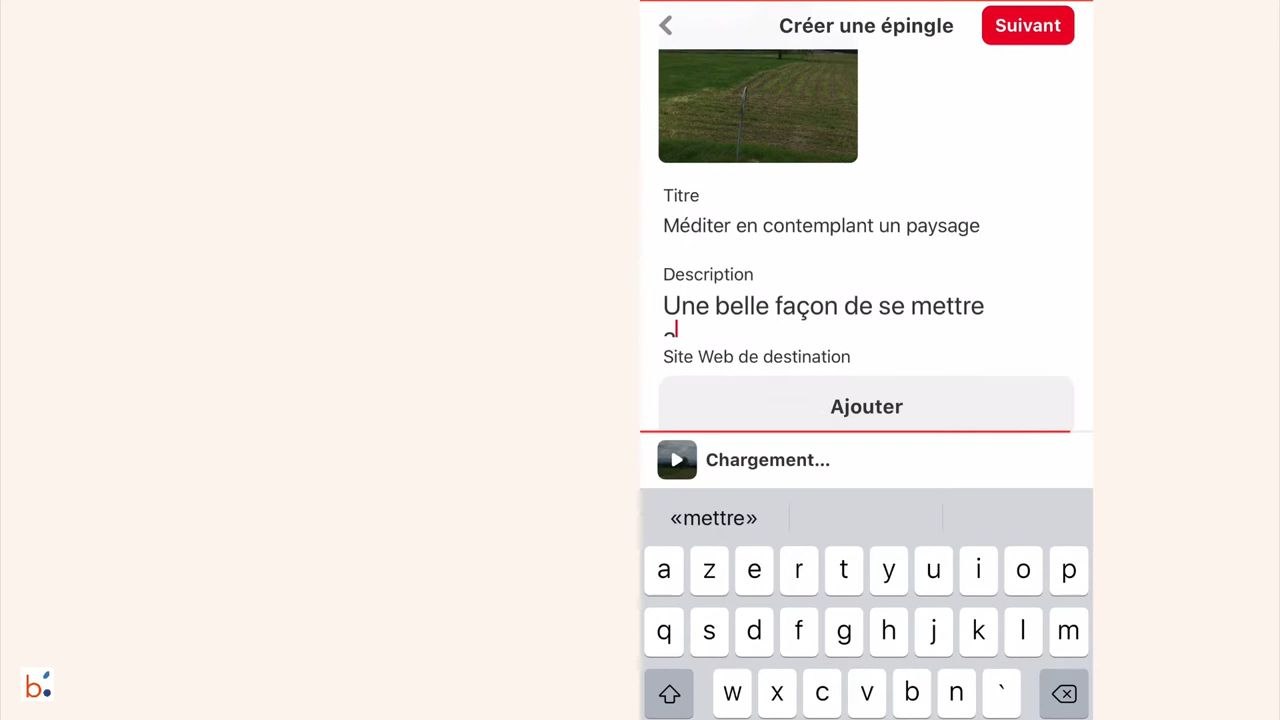 Créer une épingle
Suivant
Titre
Méditer en contemplant un paysage
Description
Une belle façon de se mettre
a
Site Web de destination
Ajouter
Chargement...
«mettre»
a z e r t y u i o p
q s d f g h j k l m
w x c v b n `
b